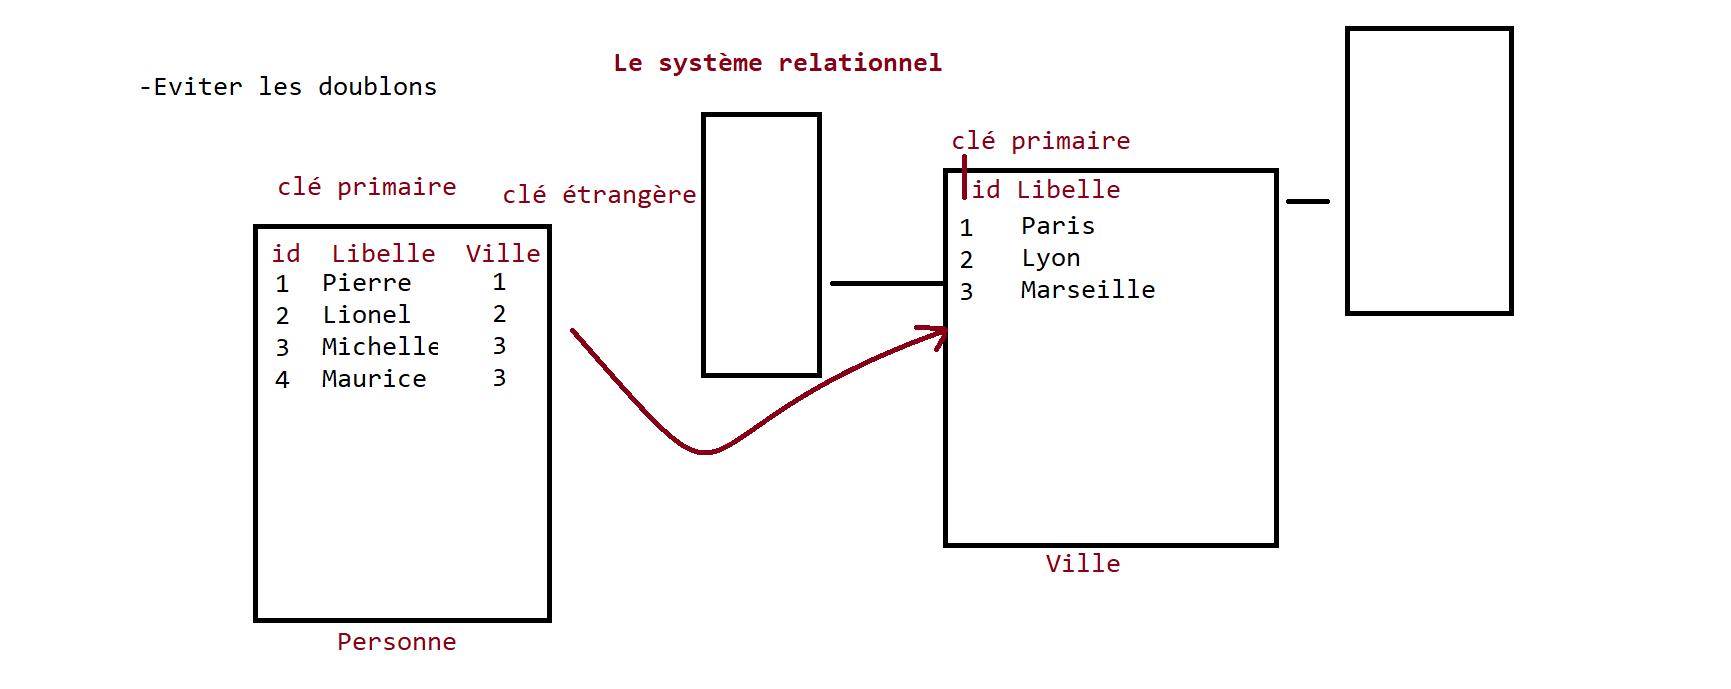 Le système relationnel
-Eviter les doublons
clé primaire
clé étrangère
id Libelle Ville
1 Pierre 1
2 Lionel 2
3 Michelle 3
4 Maurice 3
Personne
clé primaire
id Libelle
1 Paris
2 Lyon
3 Marseille
Ville